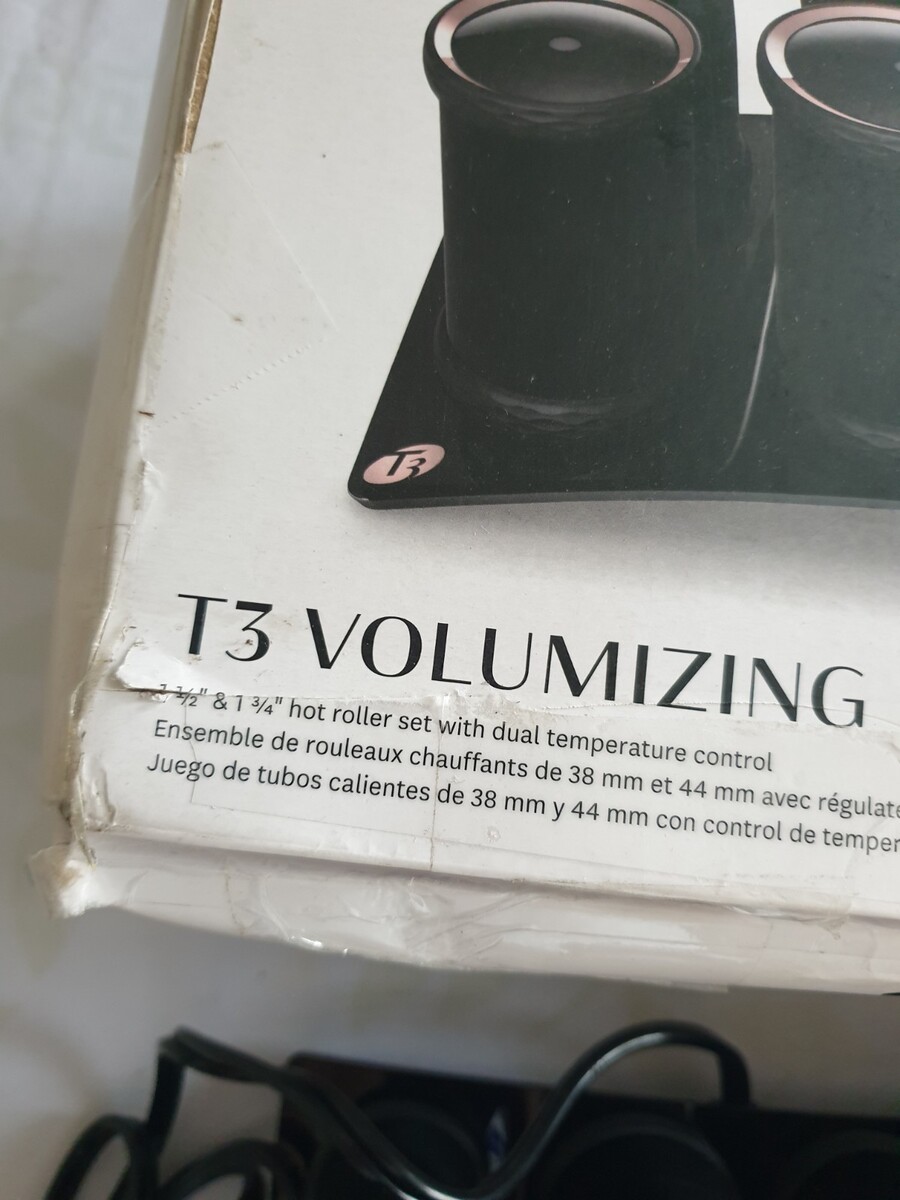 T3
T3 VOLUMIZING
1 ½" & 1 ¾" hot roller set with dual temperature control
Ensemble de rouleaux chauffants de 38 mm et 44 mm avec
Juego de tubos calientes de 38 mm y 44 mm con control de